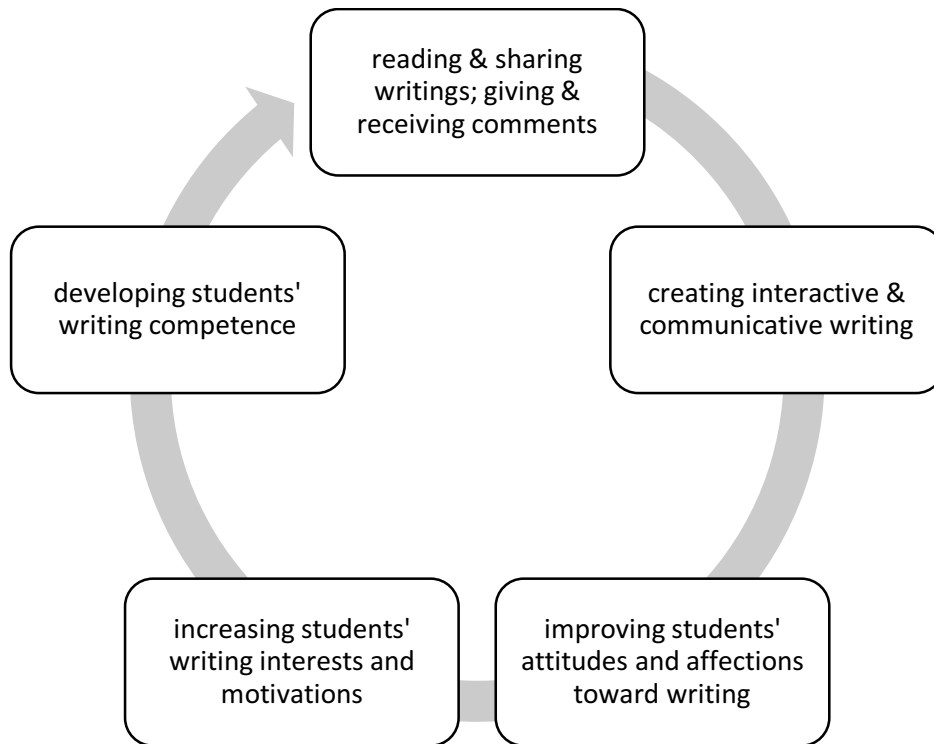 reading & sharing
writings; giving &
receiving comments
creating interactive &
communicative writing
improving students'
attitudes and affections
toward writing
increasing students'
writing interests and
motivations
developing students'
writing competence